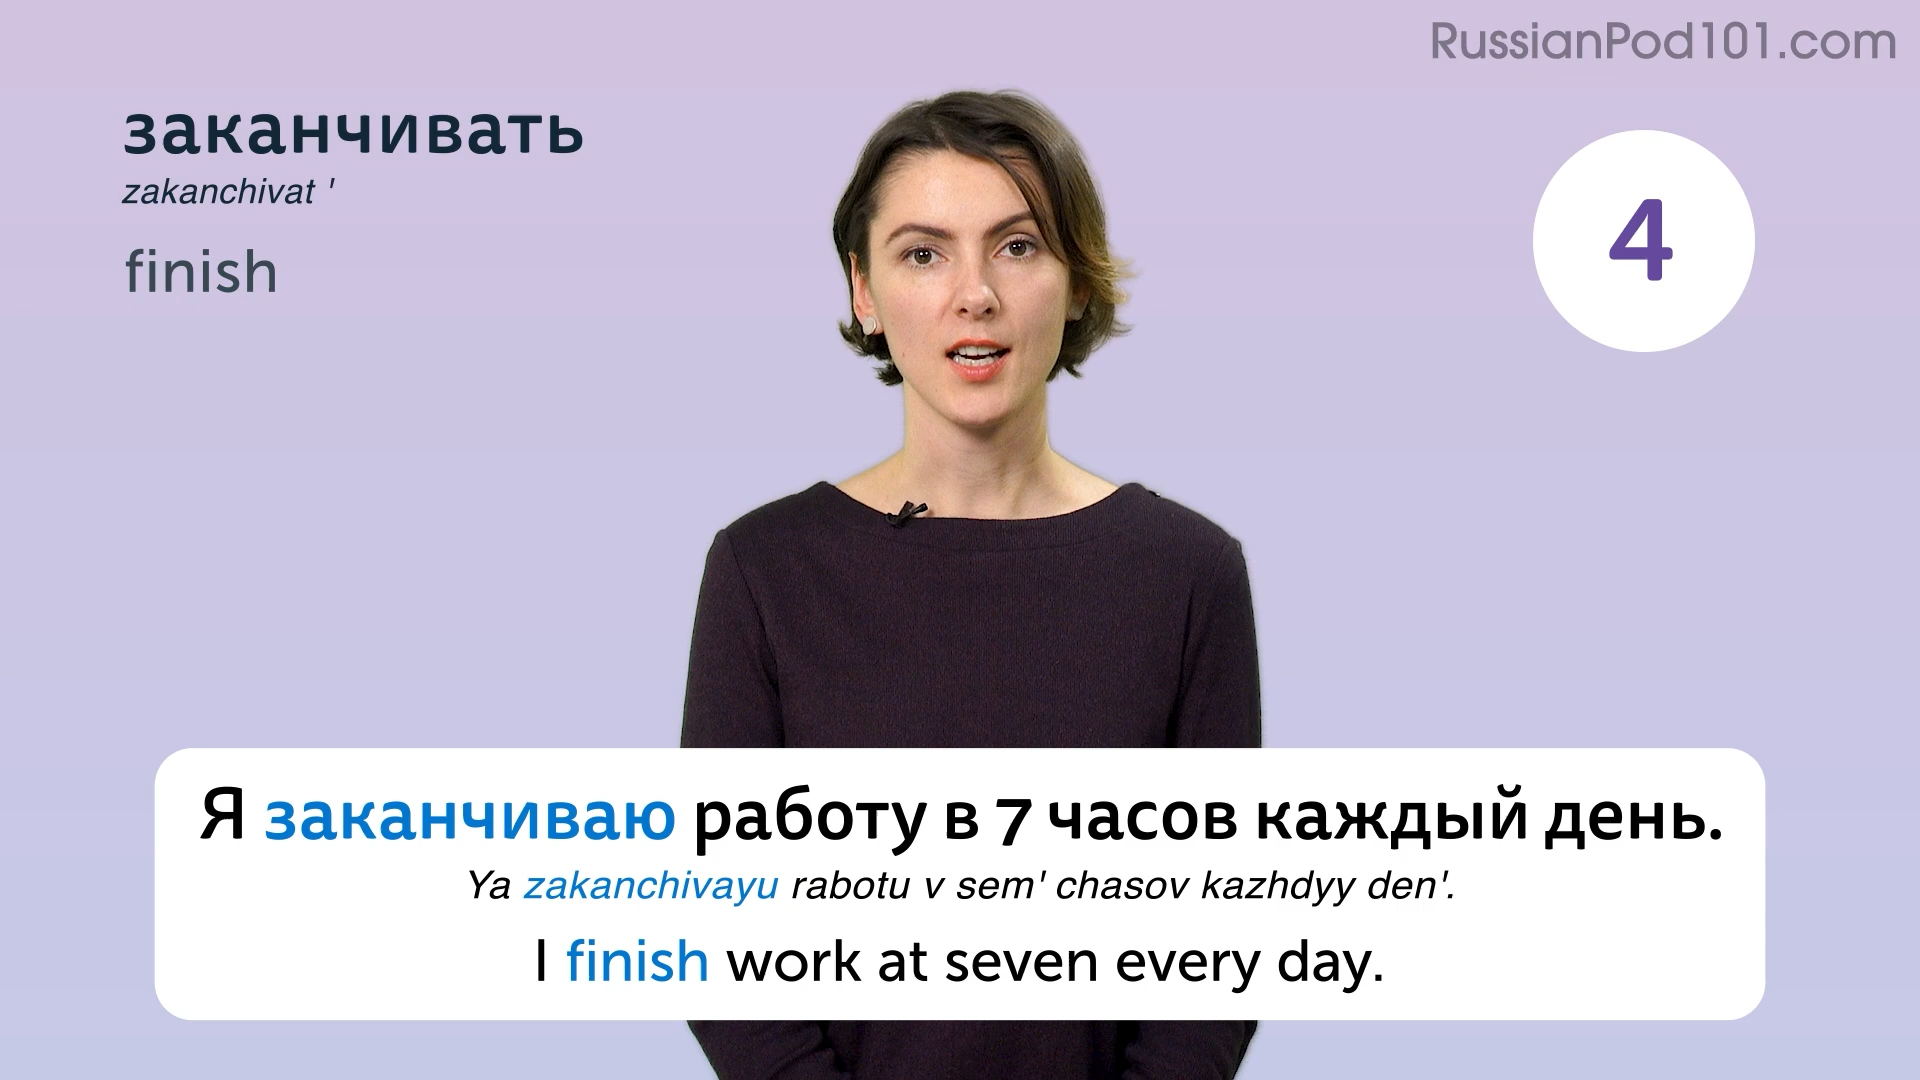 RussianPod101.com
заканчивать
zakanchivat '
finish
4
Я заканчиваю работу в 7 часов каждый день.
Ya zakanchivayu rabotu v sem' chasov kazhdyy den'.
I finish work at seven every day.